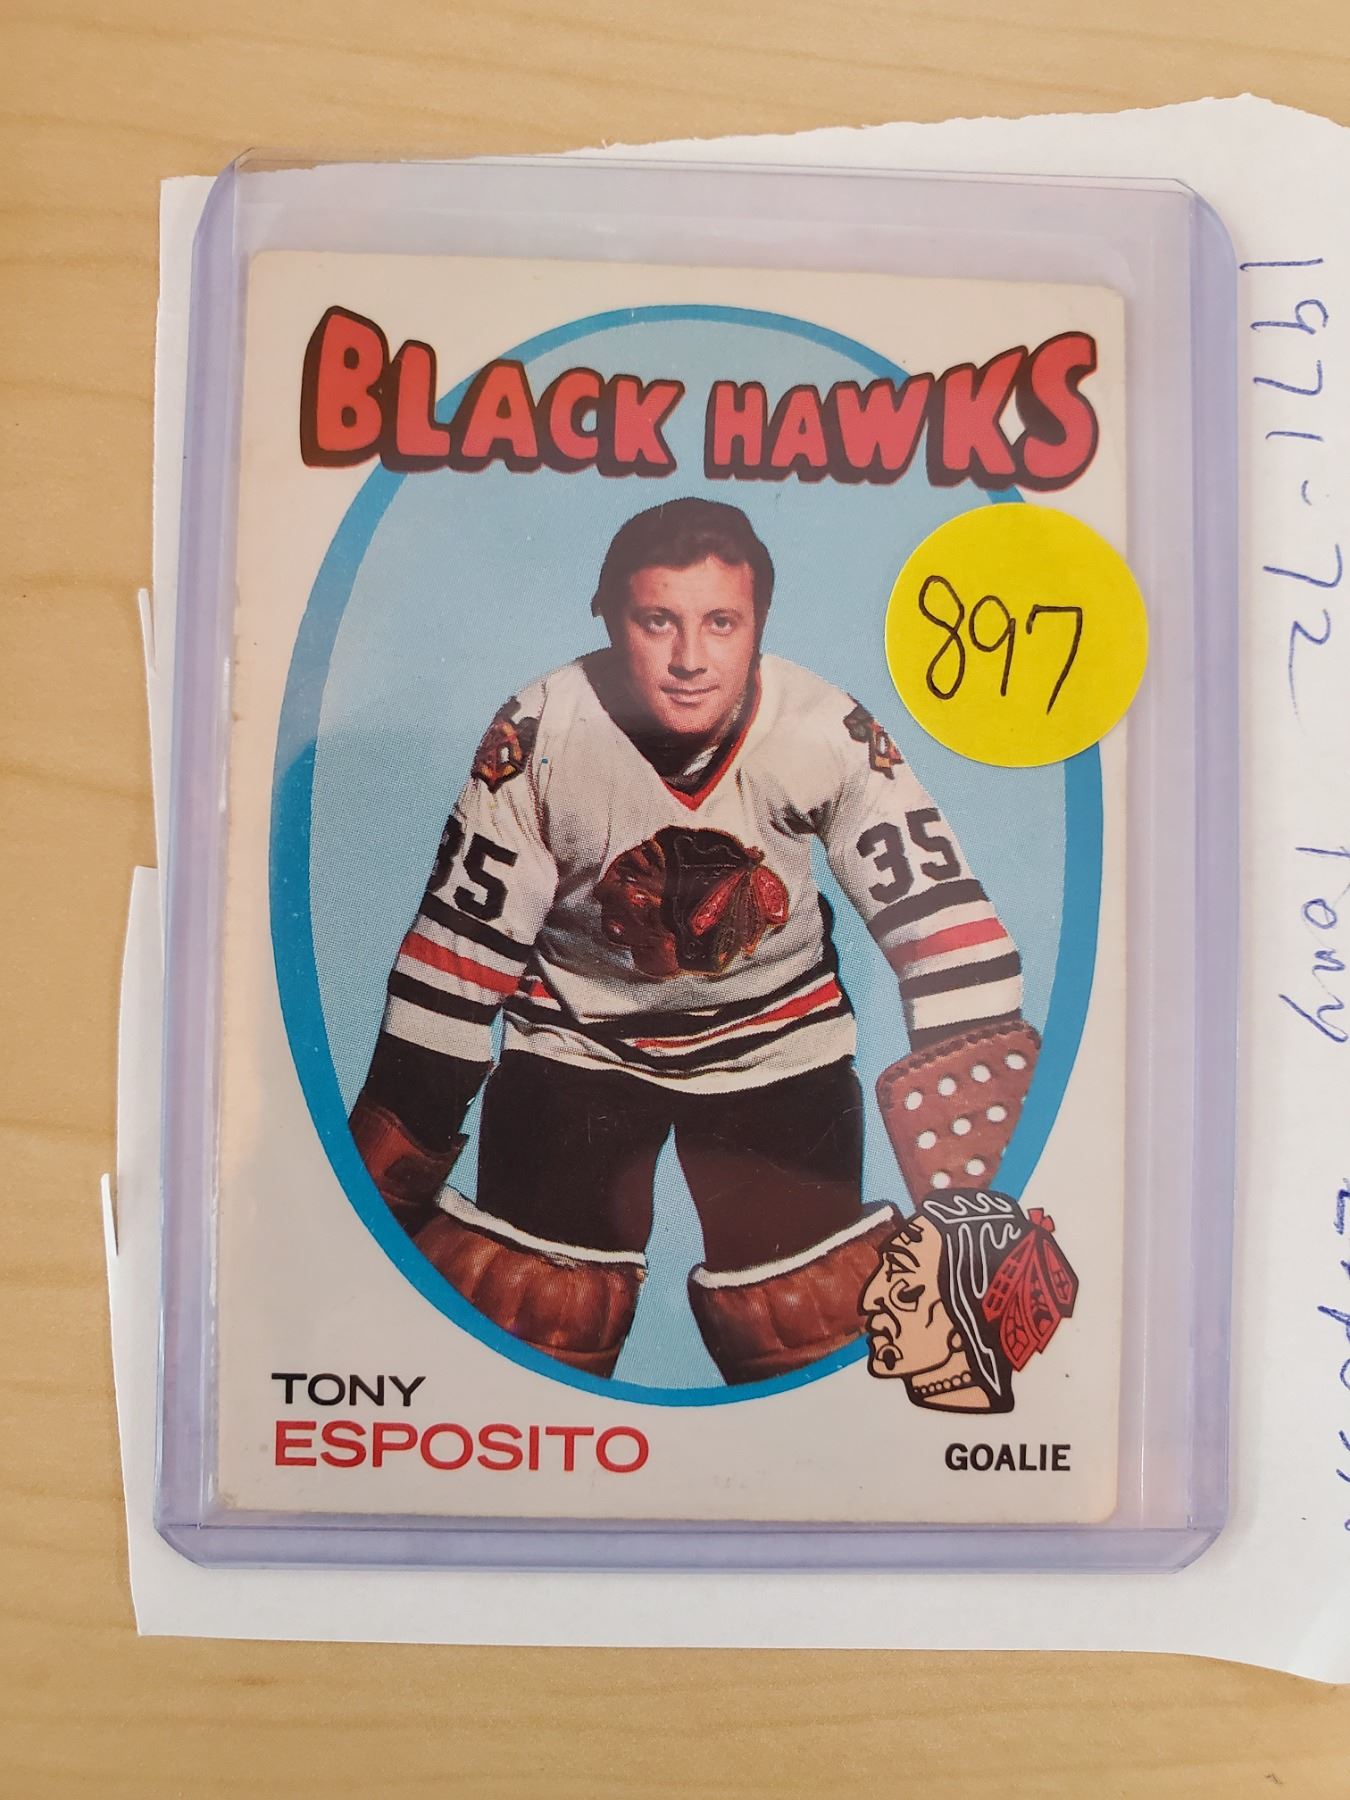 BLACK HAWKS
897
35
35
TONY
ESPOSITO
GOALIE
1971-72 Tony